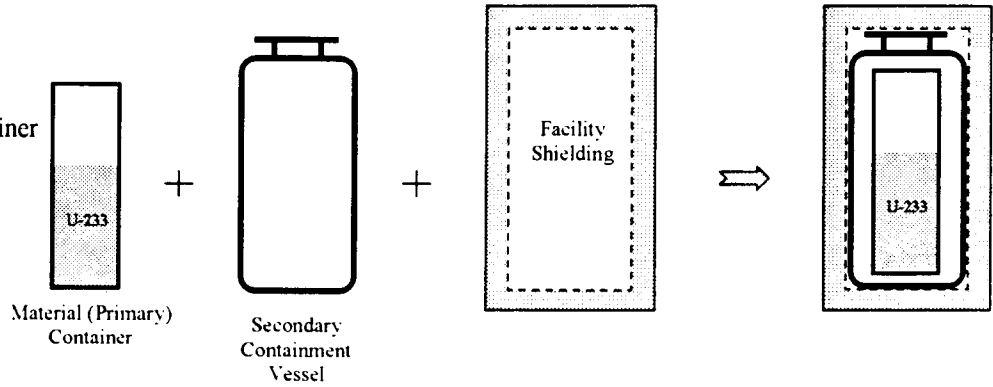 iner
U-233
Material (Primary)
Container
+
Secondary
Containment
Vessel
+
Facility
Shielding
U-233